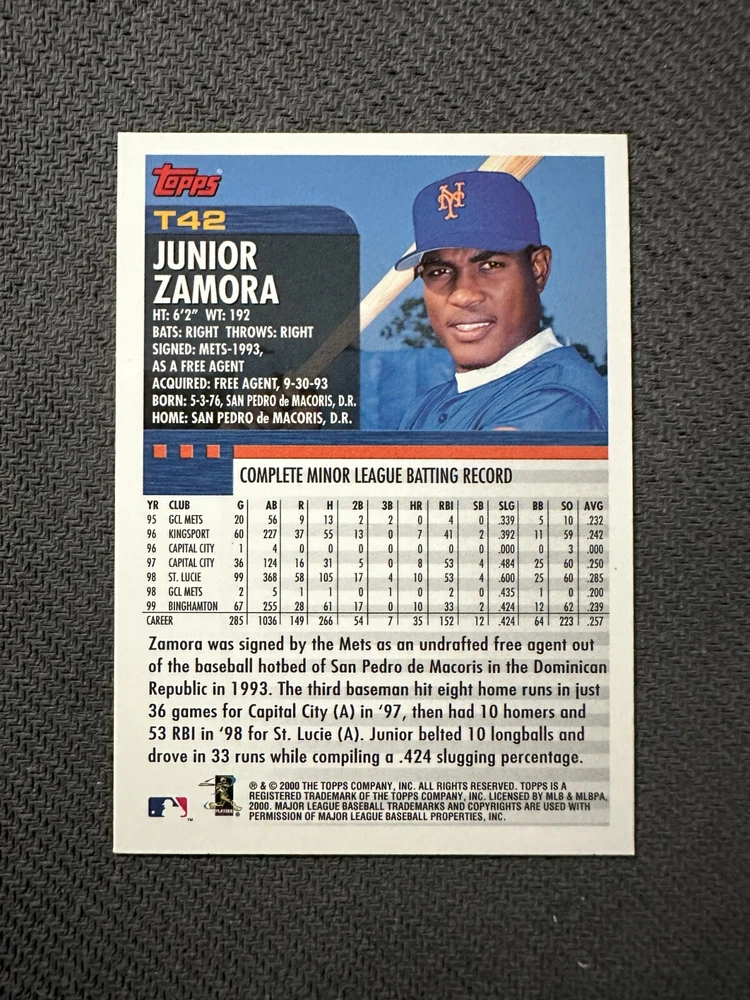 Topps
T42
JUNIOR
ZAMORA
HT: 6'2" WT: 192
BATS: RIGHT THROWS: RIGHT
SIGNED: METS-1993,
AS A FREE AGENT
ACQUIRED: FREE AGENT, 9-30-93
BORN: 5-3-76, SAN PEDRO de MACORIS, D.R.
HOME: SAN PEDRO de MACORIS, D.R.
NY
COMPLETE MINOR LEAGUE BATTING RECORD
YR CLUB G AB R H 2B 3B HR RBI SB SLG BB SO AVG
95 GCL METS 20 56 9 13 2 2 0 4 0 .339 5 10 .232
96 KINGSPORT 60 227 37 55 13 0 7 41 2 .392 11 59 .242
96 CAPITAL CITY 1 4 0 0 0 0 0 0 0 .000 0 3 .000
97 CAPITAL CITY 36 124 16 31 5 0 8 53 4 .484 25 60 .250
98 ST. LUCIE 99 368 58 105 17 4 10 53 4 .600 25 60 .285
98 GCL METS 2 5 1 1 0 1 0 2 0 .435 1 0 .200
99 BINGHAMTON 67 255 28 61 17 0 10 33 2 .424 12 62 .239
CAREER 285 1036 149 266 54 7 35 152 12 .424 64 223 .257
Zamora was signed by the Mets as an undrafted free agent out
of the baseball hotbed of San Pedro de Macoris in the Dominican
Republic in 1993. The third baseman hit eight home runs in just
36 games for Capital City (A) in '97, then had 10 homers and
53 RBI in '98 for St. Lucie (A). Junior belted 10 longballs and
drove in 33 runs while compiling a .424 slugging percentage.
® & © 2000 THE TOPPS COMPANY, INC. ALL RIGHTS RESERVED. TOPPS IS A
REGISTERED TRADEMARK OF THE TOPPS COMPANY, INC. LICENSED BY MLB & MLBPA,
2000. MAJOR LEAGUE BASEBALL TRADEMARKS AND COPYRIGHTS ARE USED WITH
PERMISSION OF MAJOR LEAGUE BASEBALL PROPERTIES, INC.
TM
PLAYERS
®